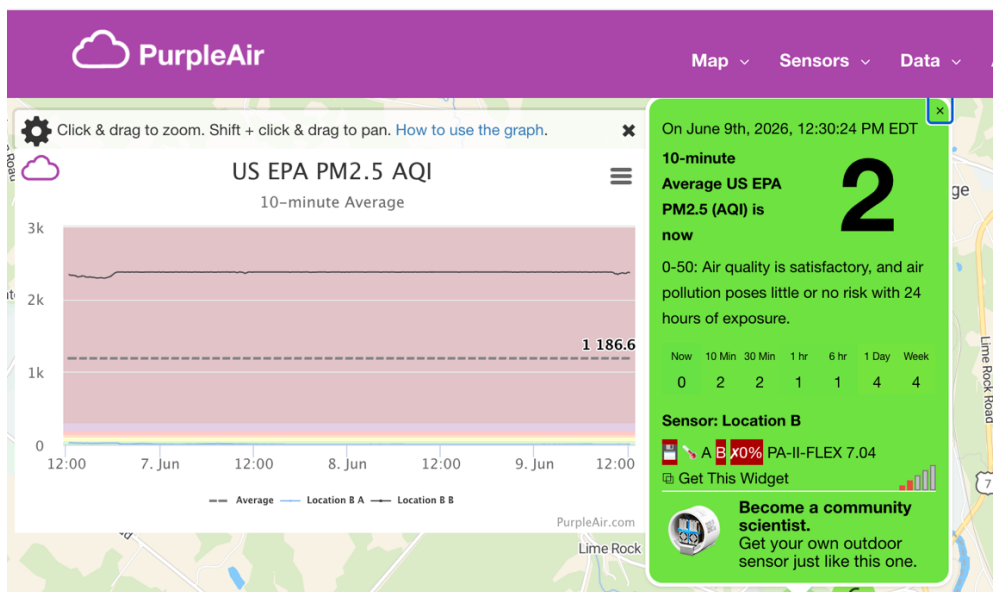 PurpleAir
Map
Sensors
Data
Click & drag to zoom. Shift + click & drag to pan. How to use the graph.
US EPA PM2.5 AQI
10-minute Average
3k
2k
1k
0
1 186.6
12:00
7. Jun
12:00
8. Jun
12:00
9. Jun
12:00
Average
Location B A
Location B B
PurpleAir.com
On June 9th, 2026, 12:30:24 PM EDT
10-minute
Average US EPA
PM2.5 (AQI) is
now
2
0-50: Air quality is satisfactory, and air
pollution poses little or no risk with 24
hours of exposure.
Now 10 Min 30 Min 1 hr 6 hr 1 Day Week
0 2 2 1 1 4 4
Sensor: Location B
A B ✗0% PA-II-FLEX 7.04
Get This Widget
Become a community
scientist.
Get your own outdoor
sensor just like this one.
Lime Rock
Lime Rock Road
Road
ge
7